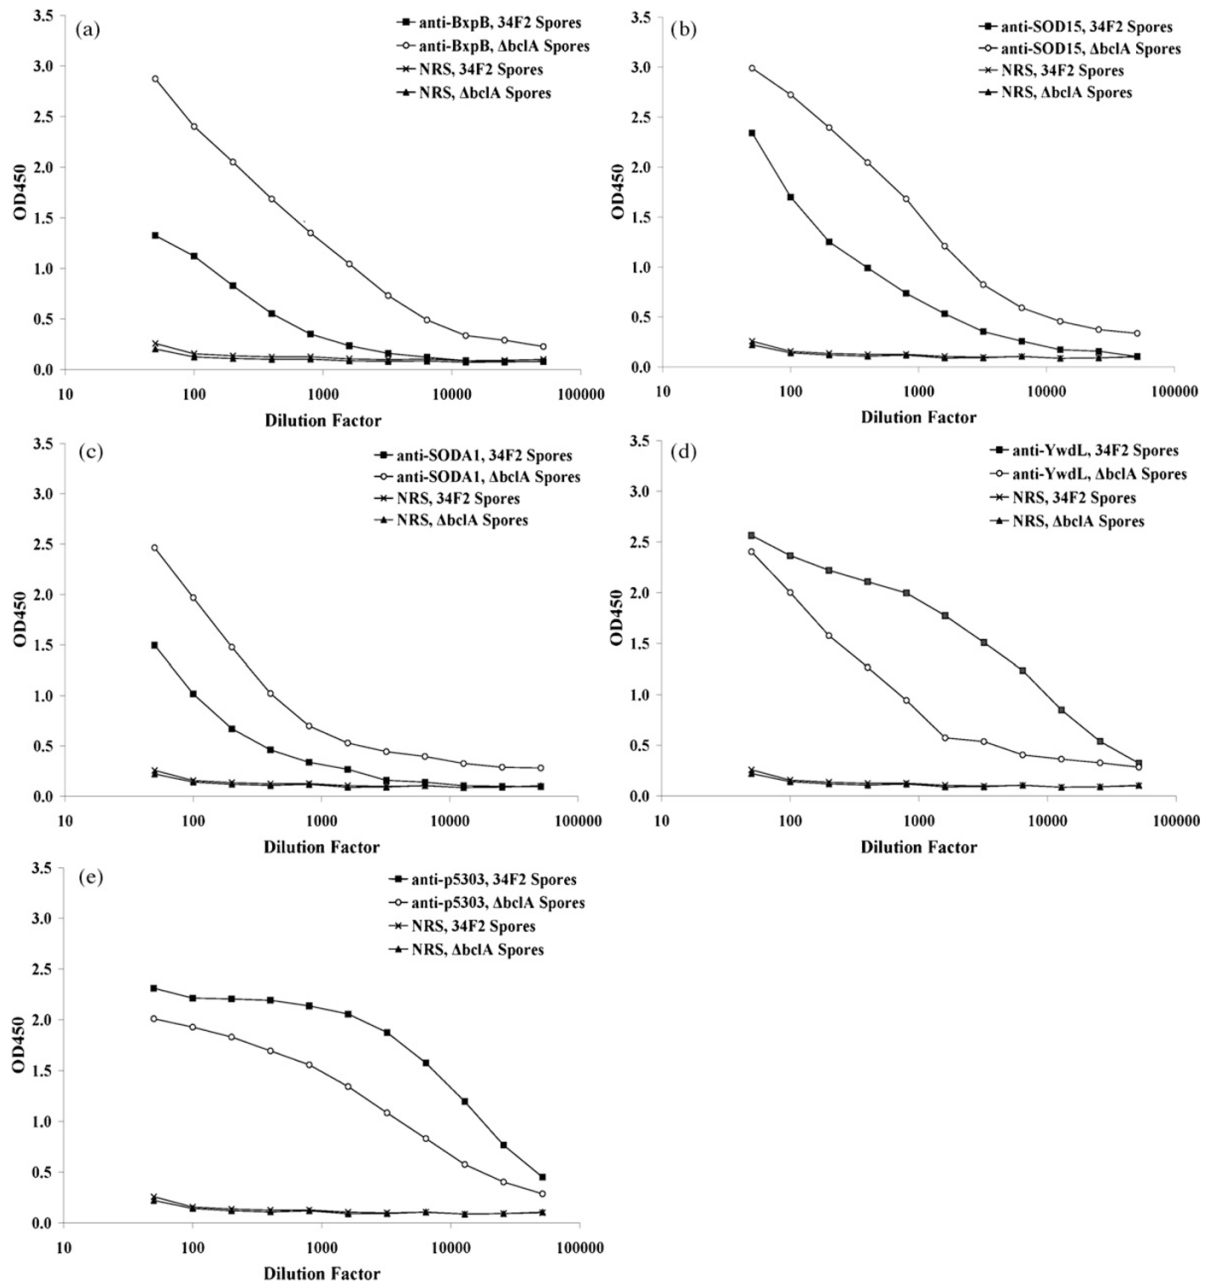 (a)
anti-BxpB, 34F2 Spores
anti-BxpB, ΔbclA Spores
NRS, 34F2 Spores
NRS, ΔbclA Spores
3.5
3.0
2.5
2.0
1.5
1.0
0.5
0.0
OD450
10
100
1000
10000
100000
Dilution Factor
(b)
anti-SOD15, 34F2 Spores
anti-SOD15, ΔbclA Spores
NRS, 34F2 Spores
NRS, ΔbclA Spores
3.5
3.0
2.5
2.0
1.5
1.0
0.5
0.0
OD450
10
100
1000
10000
100000
Dilution Factor
(c)
anti-SODA1, 34F2 Spores
anti-SODA1, ΔbclA Spores
NRS, 34F2 Spores
NRS, ΔbclA Spores
3.5
3.0
2.5
2.0
1.5
1.0
0.5
0.0
OD450
10
100
1000
10000
100000
Dilution Factor
(d)
anti-YwdL, 34F2 Spores
anti-YwdL, ΔbclA Spores
NRS, 34F2 Spores
NRS, ΔbclA Spores
3.5
3.0
2.5
2.0
1.5
1.0
0.5
0.0
OD450
10
100
1000
10000
100000
Dilution Factor
(e)
anti-p5303, 34F2 Spores
anti-p5303, ΔbclA Spores
NRS, 34F2 Spores
NRS, ΔbclA Spores
3.5
3.0
2.5
2.0
1.5
1.0
0.5
0.0
OD450
10
100
1000
10000
100000
Dilution Factor